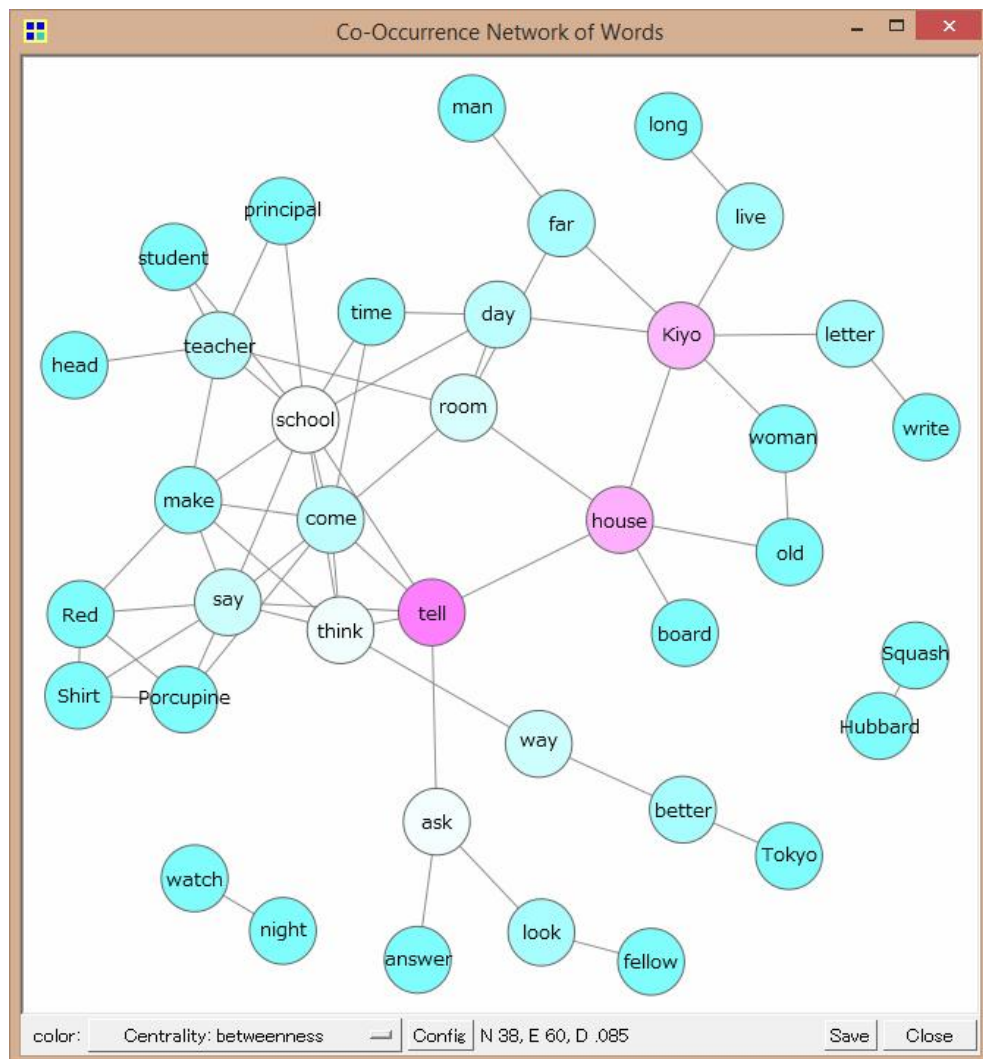 Co-Occurrence Network of Words
man
long
principal
far
live
student
time
day
Kiyo
letter
teacher
head
room
school
write
woman
make
come
house
old
say
Red
tell
think
board
Squash
Shirt
Porcupine
Hubbard
way
better
ask
Tokyo
watch
night
look
answer
fellow
color: Centrality: betweenness Config N 38, E 60, D .085 Save Close